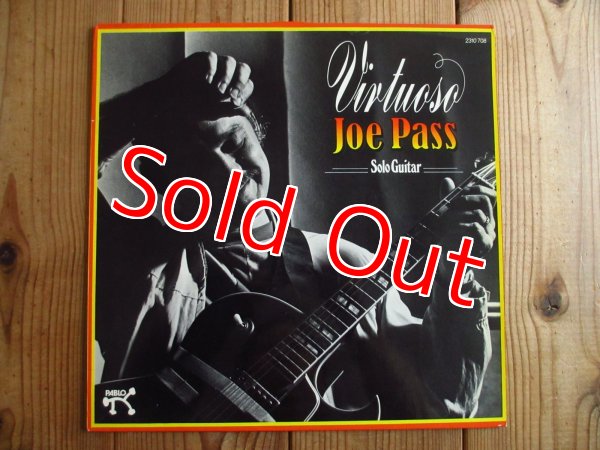 2310 708
Virtuoso
Joe Pass
Solo Guitar
Sold Out
PABLO